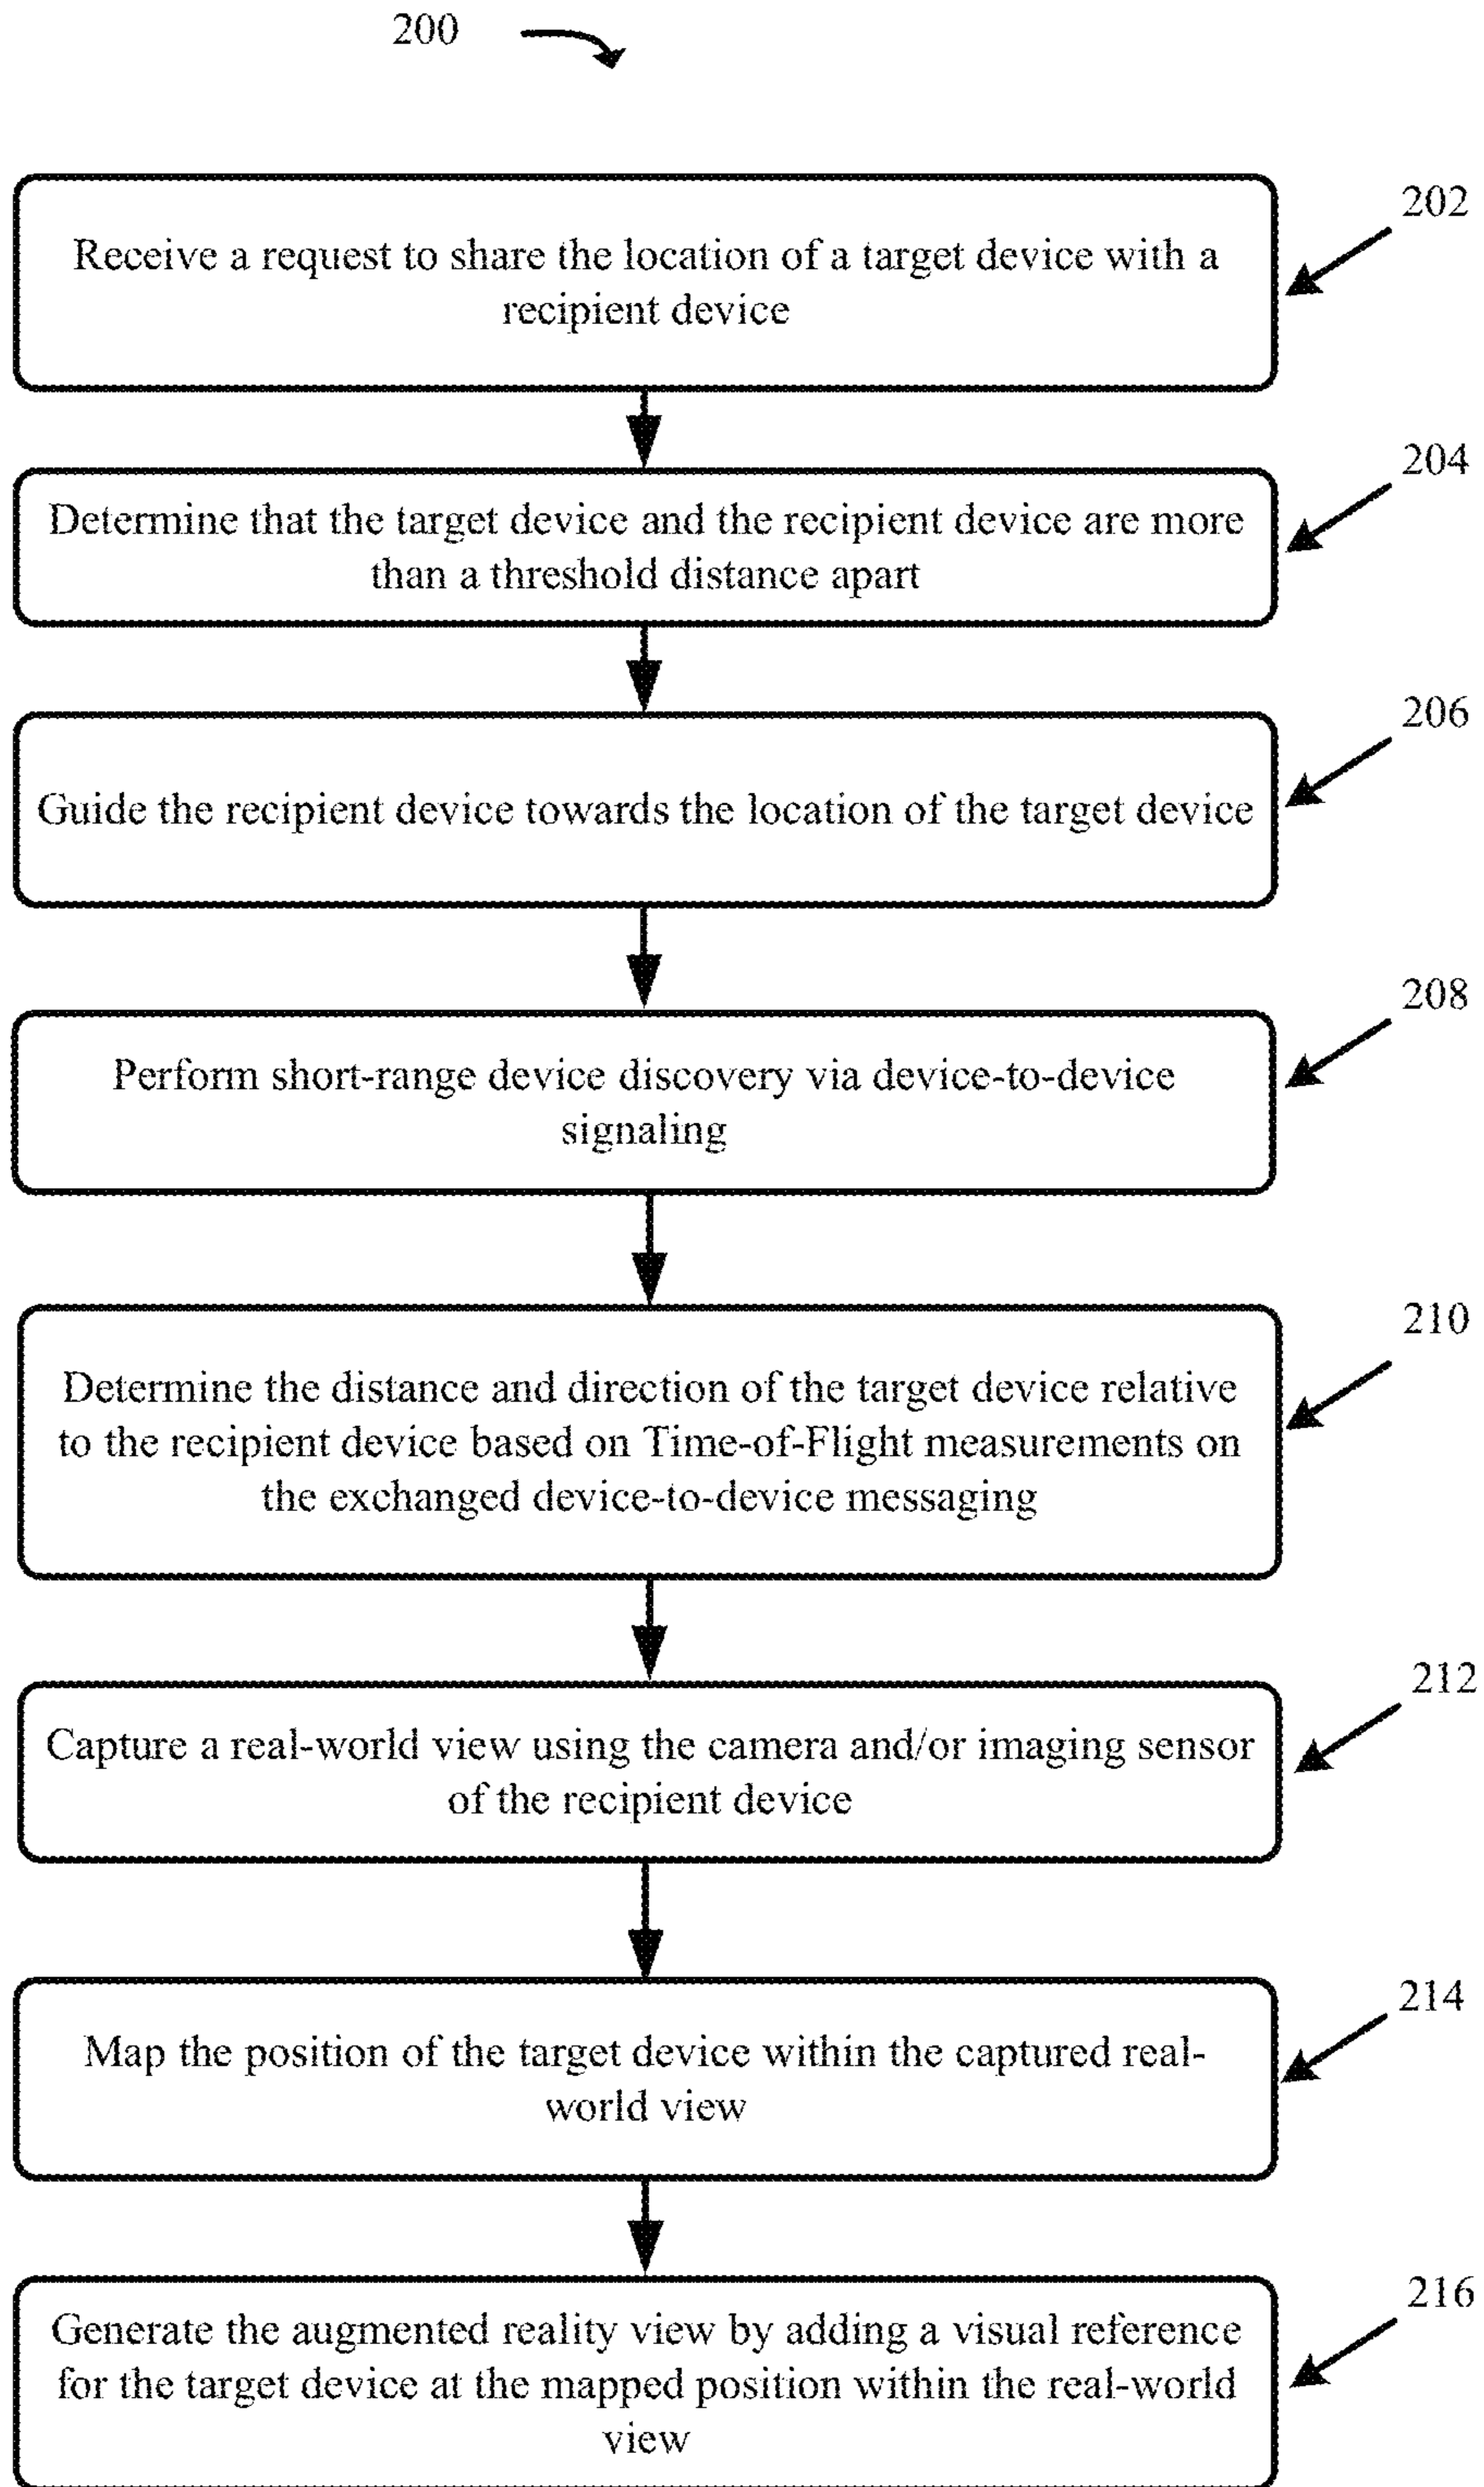 200
202
Receive a request to share the location of a target device with a
recipient device
204
Determine that the target device and the recipient device are more
than a threshold distance apart
206
Guide the recipient device towards the location of the target device
208
Perform short-range device discovery via device-to-device
signaling
210
Determine the distance and direction of the target device relative
to the recipient device based on Time-of-Flight measurements on
the exchanged device-to-device messaging
212
Capture a real-world view using the camera and/or imaging sensor
of the recipient device
214
Map the position of the target device within the captured real-
world view
216
Generate the augmented reality view by adding a visual reference
for the target device at the mapped position within the real-world
view